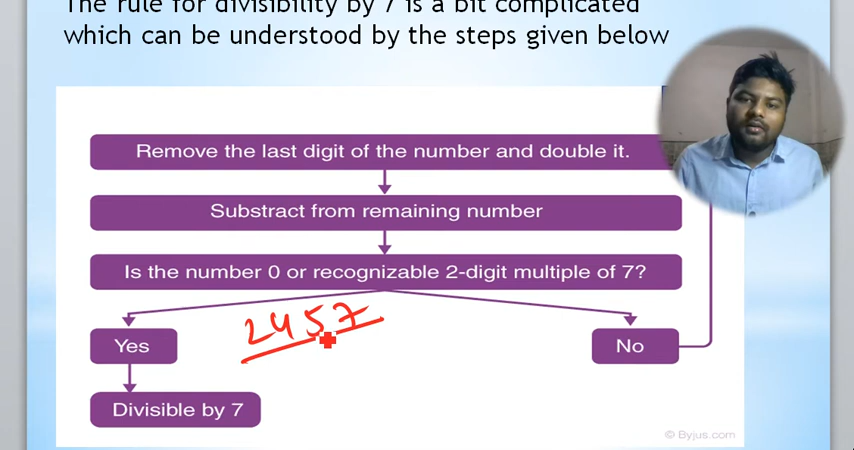 The rule for divisibility by 7 is a bit complicated
which can be understood by the steps given below
Remove the last digit of the number and double it.
Substract from remaining number
Is the number 0 or recognizable 2-digit multiple of 7?
2457
Yes
No
Divisible by 7
© Byjus.com